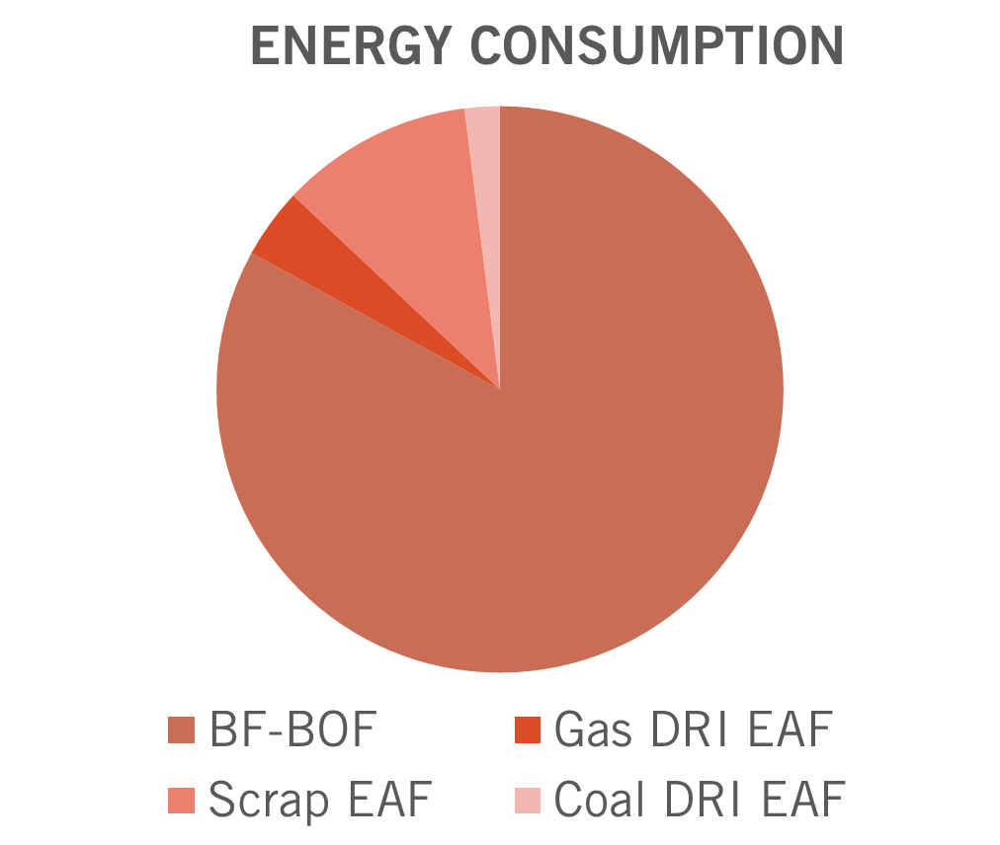 ENERGY CONSUMPTION
BF-BOF
Gas DRI EAF
Scrap EAF
Coal DRI EAF